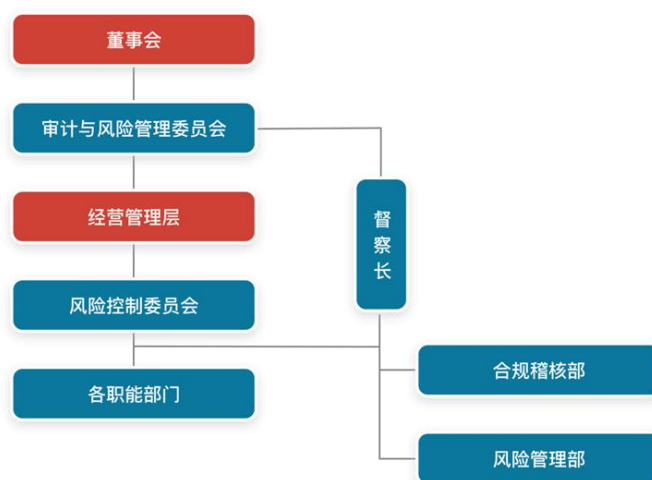 董事会
审计与风险管理委员会
经营管理层
督察长
风险控制委员会
合规稽核部
各职能部门
风险管理部